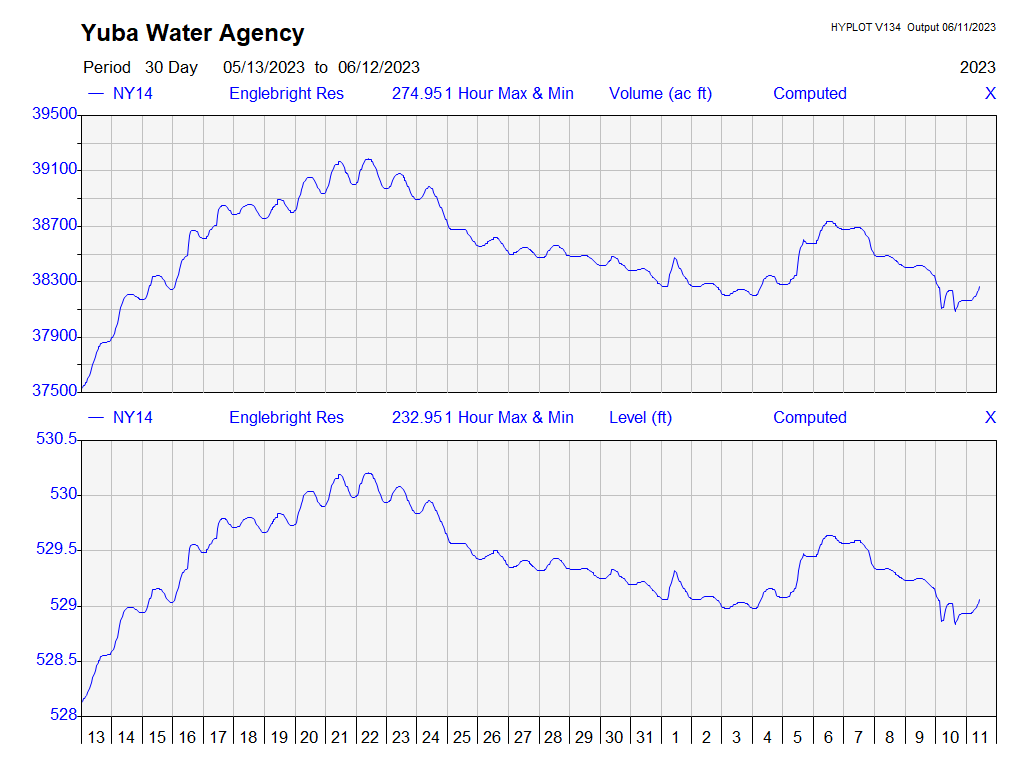 Yuba Water Agency
HYPLOT V134 Output 06/11/2023
Period 30 Day 05/13/2023 to 06/12/2023
2023
NY14 Englebright Res 274.951 Hour Max & Min Volume (ac ft) Computed X
39500
39100
38700
38300
37900
37500
NY14 Englebright Res 232.951 Hour Max & Min Level (ft) Computed X
530.5
530
529.5
529
528.5
528
13 14 15 16 17 18 19 20 21 22 23 24 25 26 27 28 29 30 31 1 2 3 4 5 6 7 8 9 10 11